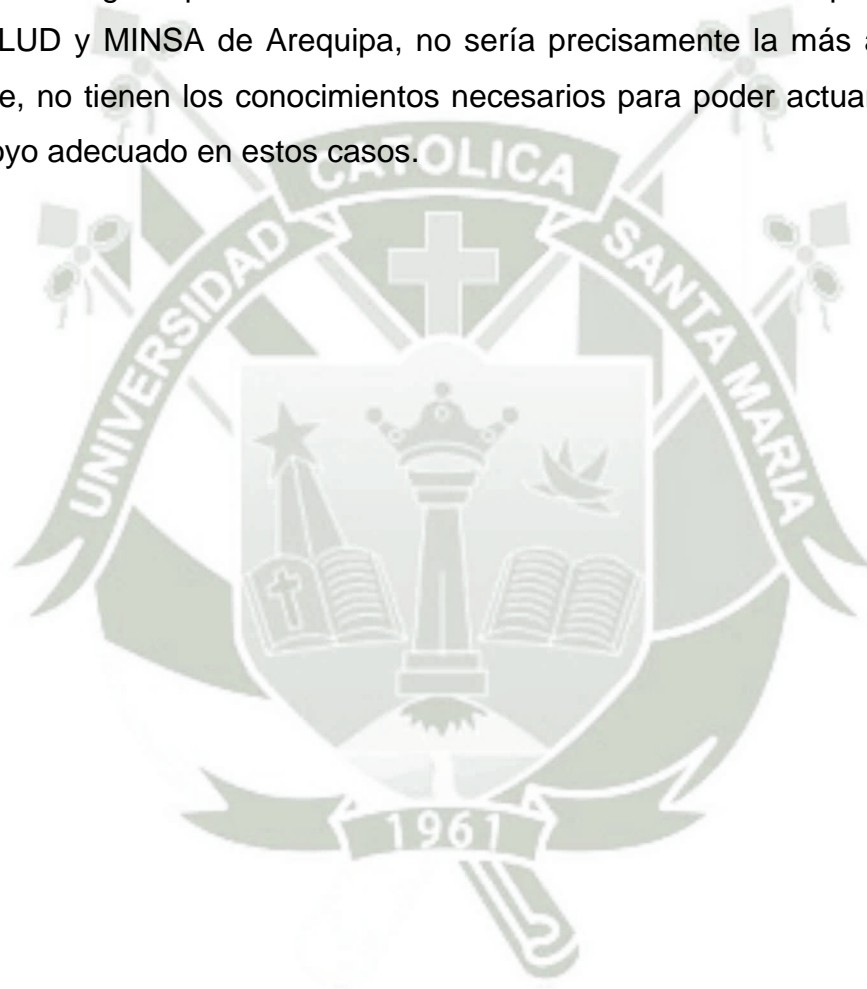 LUD y MINSA de Arequipa, no sería precisamente la más
e, no tienen los conocimientos necesarios para poder actuar
oyo adecuado en estos casos.
UNIVERSIDAD CATOLICA SANTA MARIA
1961